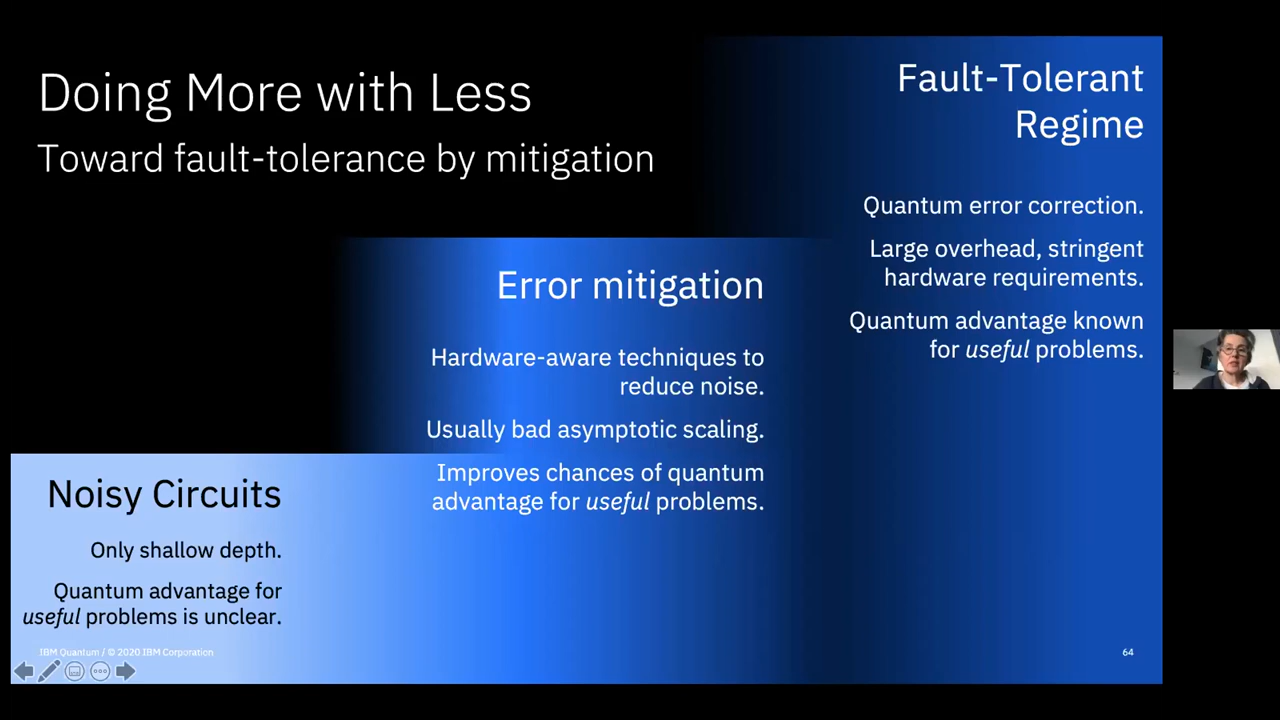 Doing More with Less
Toward fault-tolerance by mitigation
Fault-Tolerant
Regime
Quantum error correction.
Large overhead, stringent
hardware requirements.
Quantum advantage known
for useful problems.
Error mitigation
Hardware-aware techniques to
reduce noise.
Usually bad asymptotic scaling.
Improves chances of quantum
advantage for useful problems.
Noisy Circuits
Only shallow depth.
Quantum advantage for
useful problems is unclear.
IBM Quantum / © 2020 IBM Corporation
64